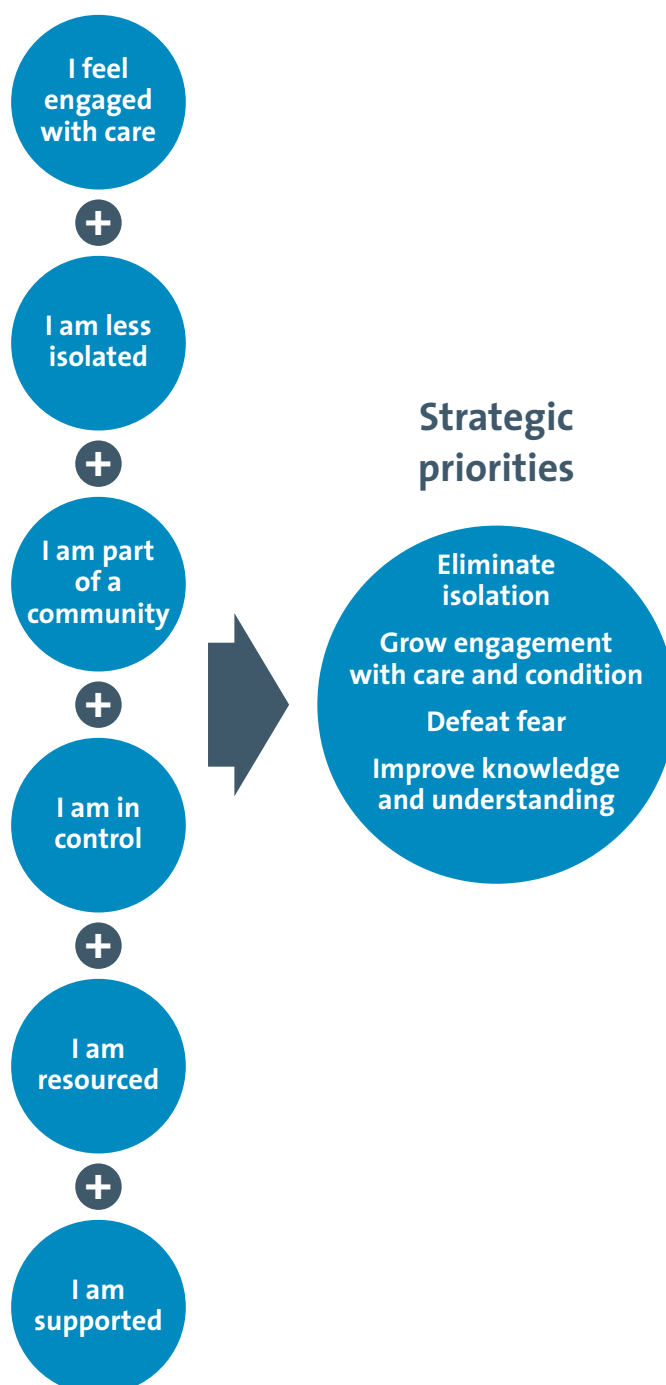 I feel
engaged
with care
+
I am less
isolated
+
I am part
of a
community
+
I am in
control
+
I am
resourced
+
I am
supported
Strategic
priorities
Eliminate
isolation
Grow engagement
with care and condition
Defeat fear
Improve knowledge
and understanding